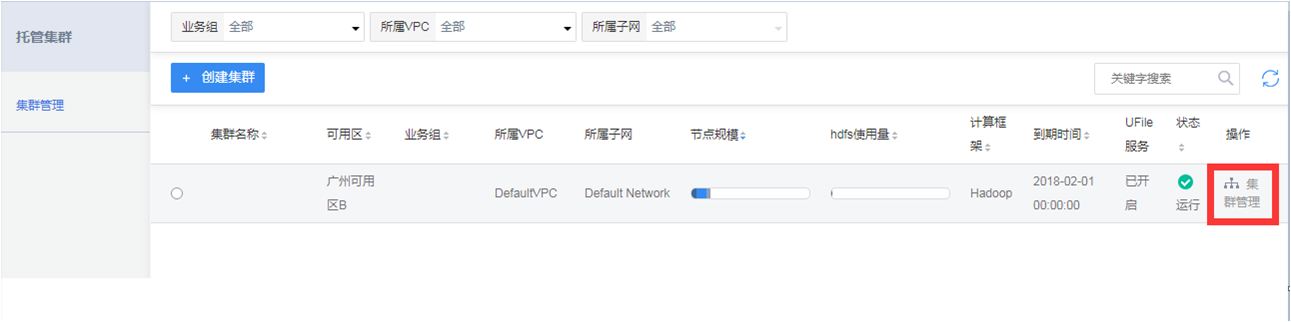 托管集群
集群管理
业务组 全部 所属VPC 全部 所属子网 全部
+ 创建集群
关键字搜索
集群名称 可用区 业务组 所属VPC 所属子网 节点规模 hdfs使用量 计算框架 到期时间 UFile服务 状态 操作
广州可用区B DefaultVPC Default Network Hadoop 2018-02-01 00:00:00 已开启 运行 集群管理